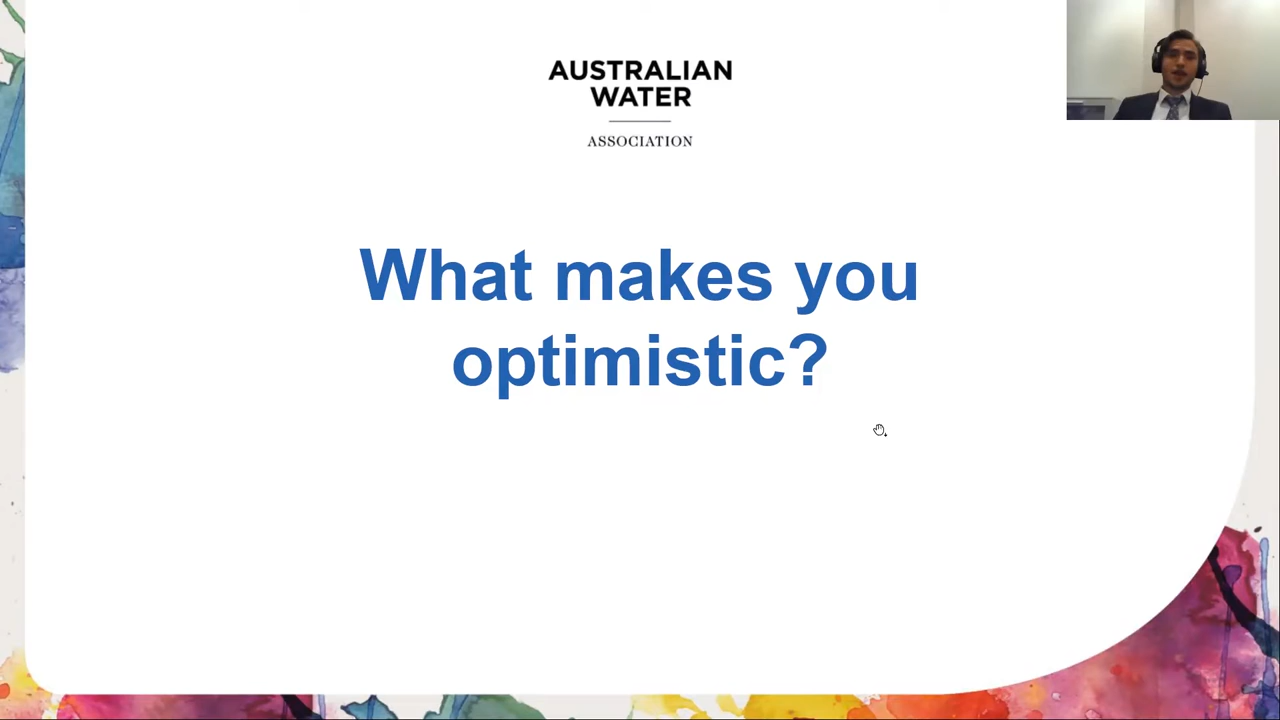 AUSTRALIAN
WATER
ASSOCIATION
What makes you
optimistic?